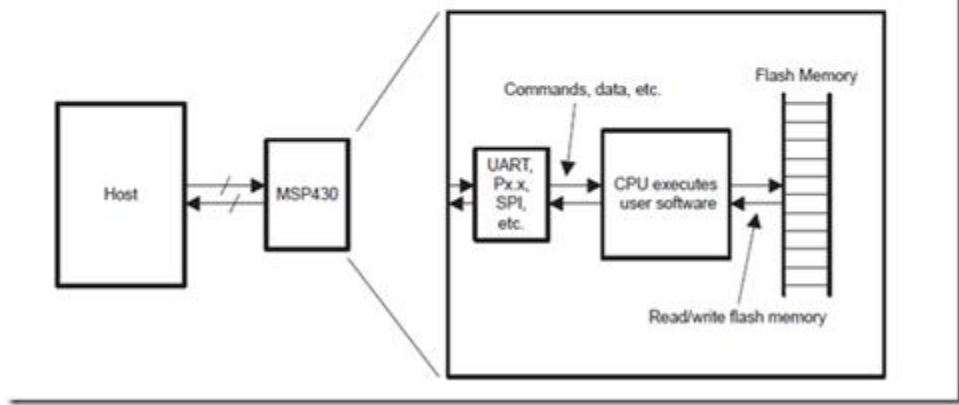 Host
MSP430
Commands, data, etc.
UART,
Px.x,
SPI,
etc.
CPU executes
user software
Flash Memory
Read/write flash memory